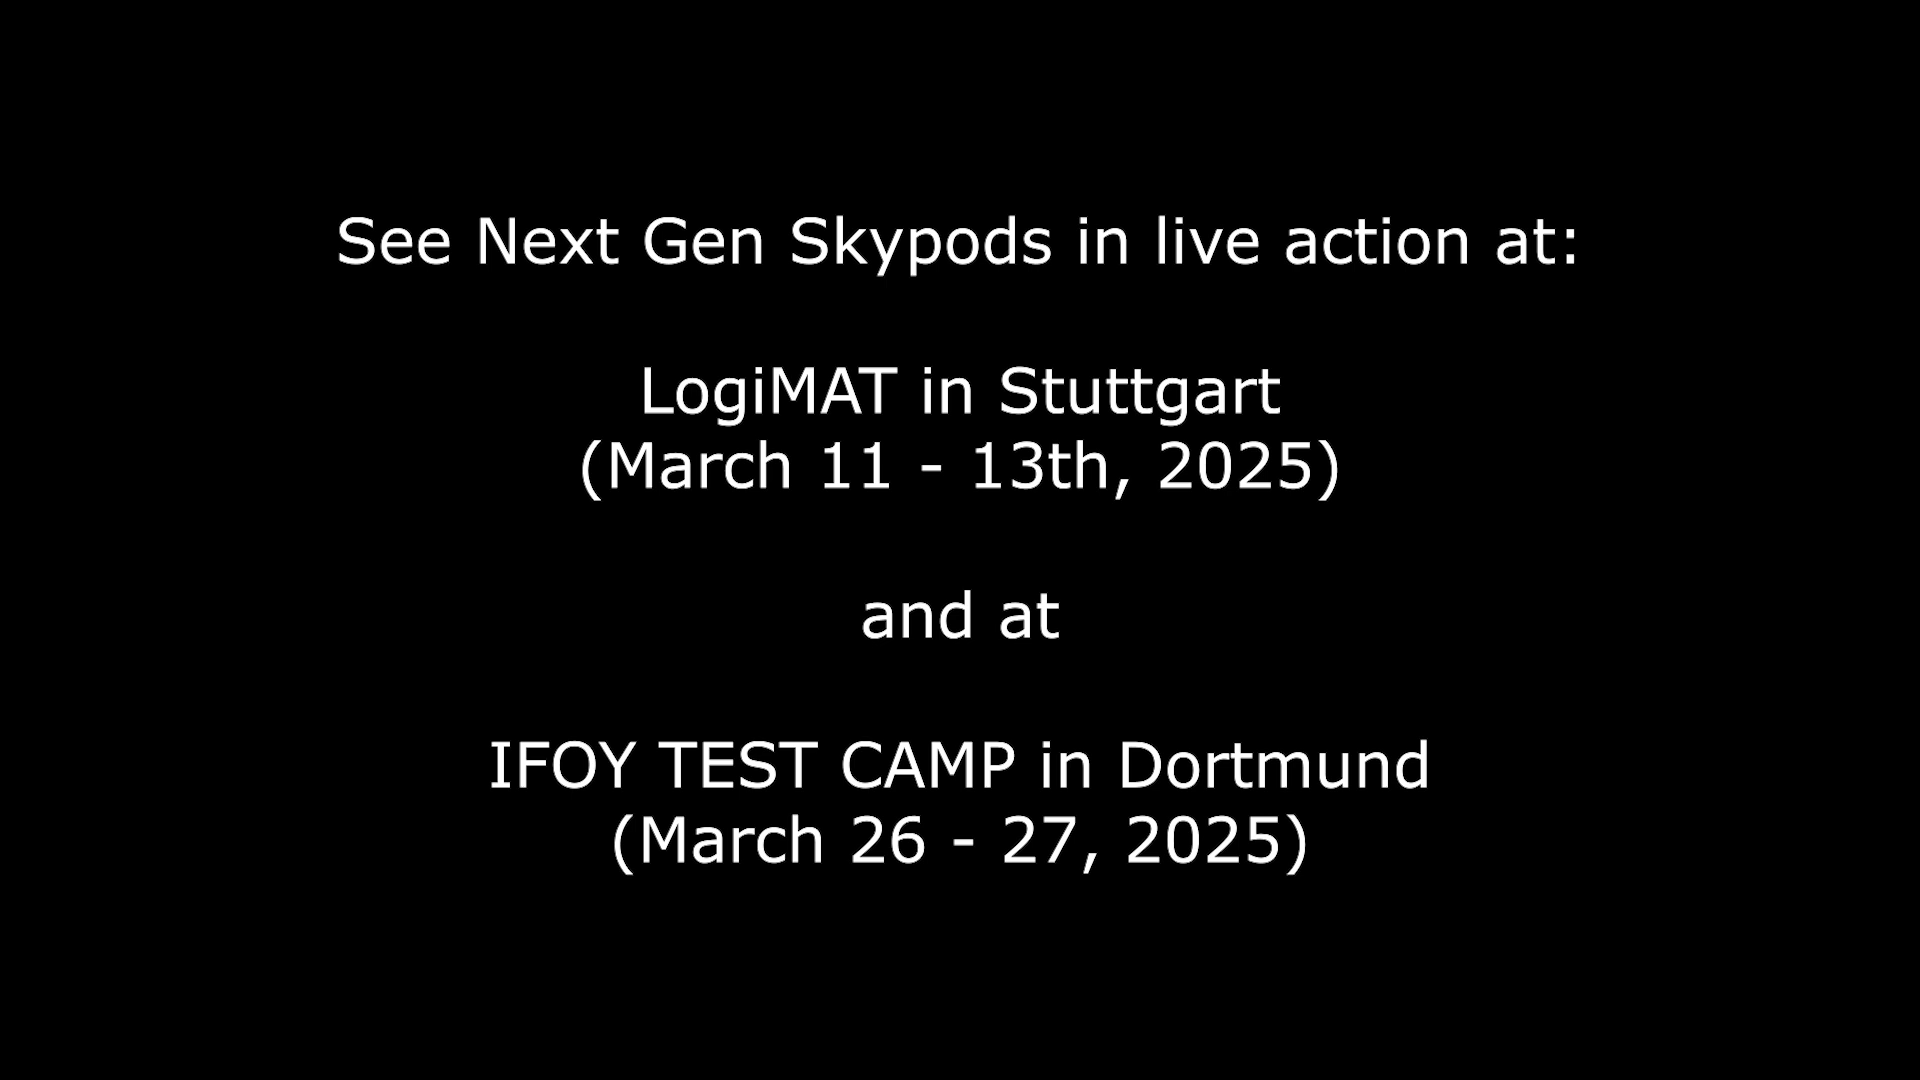 See Next Gen Skypods in live action at:
LogiMAT in Stuttgart
(March 11 - 13th, 2025)
and at
IFOY TEST CAMP in Dortmund
(March 26 - 27, 2025)